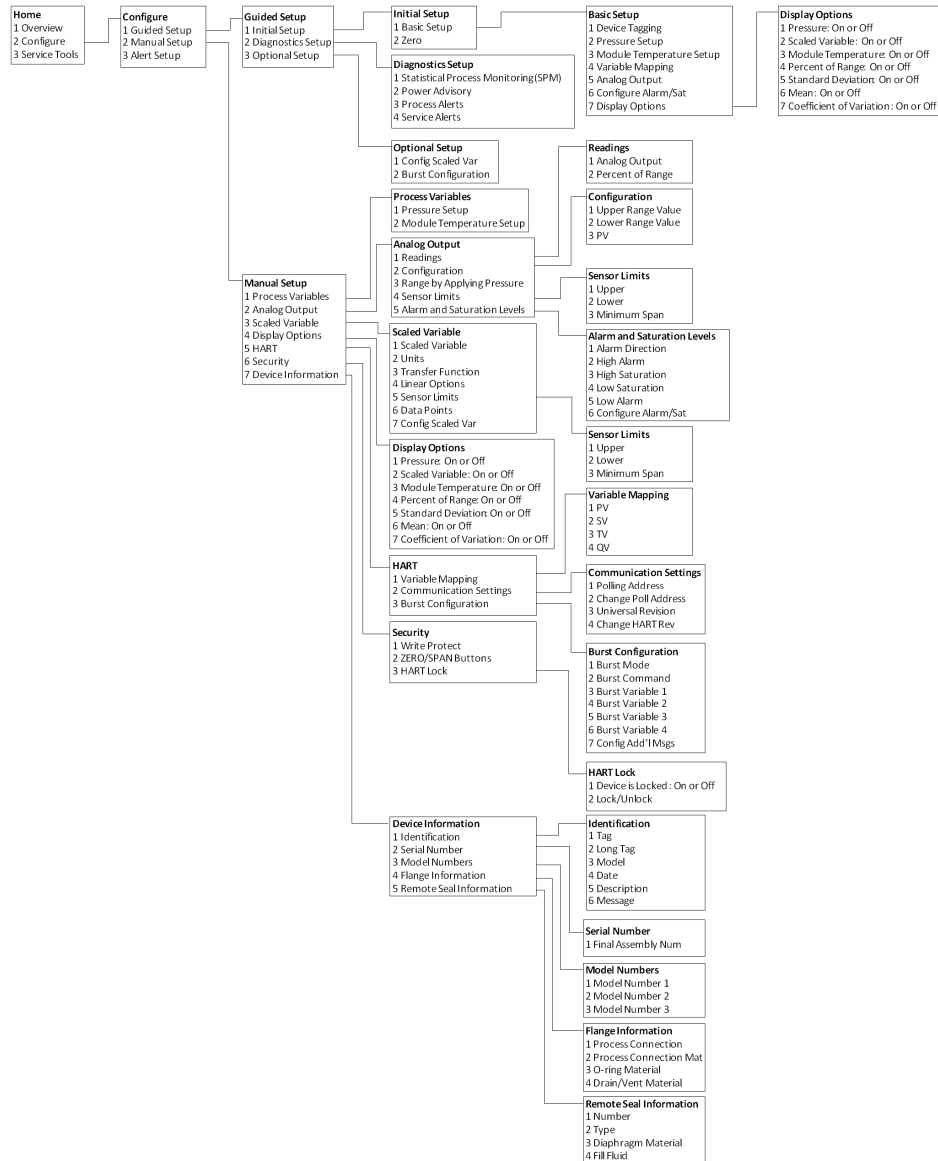 Home
1 Overview
2 Configure
3 Service Tools
Configure
1 Guided Setup
2 Manual Setup
3 Alert Setup
Guided Setup
1 Initial Setup
2 Diagnostics Setup
3 Optional Setup
Initial Setup
1 Basic Setup
2 Zero
Basic Setup
1 Device Tagging
2 Pressure Setup
3 Module Temperature Setup
4 Variable Mapping
5 Analog Output
6 Configure Alarm/Sat
7 Display Options
Display Options
1 Pressure: On or Off
2 Scaled Variable: On or Off
3 Module Temperature: On or Off
4 Percent of Range: On or Off
5 Standard Deviation: On or Off
6 Mean: On or Off
7 Coefficient of Variation: On or Off
Diagnostics Setup
1 Statistical Process Monitoring(SPM)
2 Power Advisory
3 Process Alerts
4 Service Alerts
Optional Setup
1 Config Scaled Var
2 Burst Configuration
Readings
1 Analog Output
2 Percent of Range
Process Variables
1 Pressure Setup
2 Module Temperature Setup
Configuration
1 Upper Range Value
2 Lower Range Value
3 PV
Analog Output
1 Readings
2 Configuration
3 Range by Applying Pressure
4 Sensor Limits
5 Alarm and Saturation Levels
Sensor Limits
1 Upper
2 Lower
3 Minimum Span
Manual Setup
1 Process Variables
2 Analog Output
3 Scaled Variable
4 Display Options
5 HART
6 Security
7 Device Information
Scaled Variable
1 Scaled Variable
2 Units
3 Transfer Function
4 Linear Options
5 Sensor Limits
6 Data Points
7 Config Scaled Var
Alarm and Saturation Levels
1 Alarm Direction
2 High Alarm
3 High Saturation
4 Low Saturation
5 Low Alarm
6 Configure Alarm/Sat
Sensor Limits
1 Upper
2 Lower
3 Minimum Span
Display Options
1 Pressure: On or Off
2 Scaled Variable: On or Off
3 Module Temperature: On or Off
4 Percent of Range: On or Off
5 Standard Deviation: On or Off
6 Mean: On or Off
7 Coefficient of Variation: On or Off
Variable Mapping
1 PV
2 SV
3 TV
4 QV
HART
1 Variable Mapping
2 Communication Settings
3 Burst Configuration
Communication Settings
1 Polling Address
2 Change Poll Address
3 Universal Revision
4 Change HART Rev
Security
1 Write Protect
2 ZERO/SPAN Buttons
3 HART Lock
Burst Configuration
1 Burst Mode
2 Burst Command
3 Burst Variable 1
4 Burst Variable 2
5 Burst Variable 3
6 Burst Variable 4
7 Config Add'l Msgs
HART Lock
1 Device is Locked : On or Off
2 Lock/Unlock
Device Information
1 Identification
2 Serial Number
3 Model Numbers
4 Flange Information
5 Remote Seal Information
Identification
1 Tag
2 Long Tag
3 Model
4 Date
5 Description
6 Message
Serial Number
1 Final Assembly Num
Model Numbers
1 Model Number 1
2 Model Number 2
3 Model Number 3
Flange Information
1 Process Connection
2 Process Connection Mat
3 O-ring Material
4 Drain/Vent Material
Remote Seal Information
1 Number
2 Type
3 Diaphragm Material
4 Fill Fluid